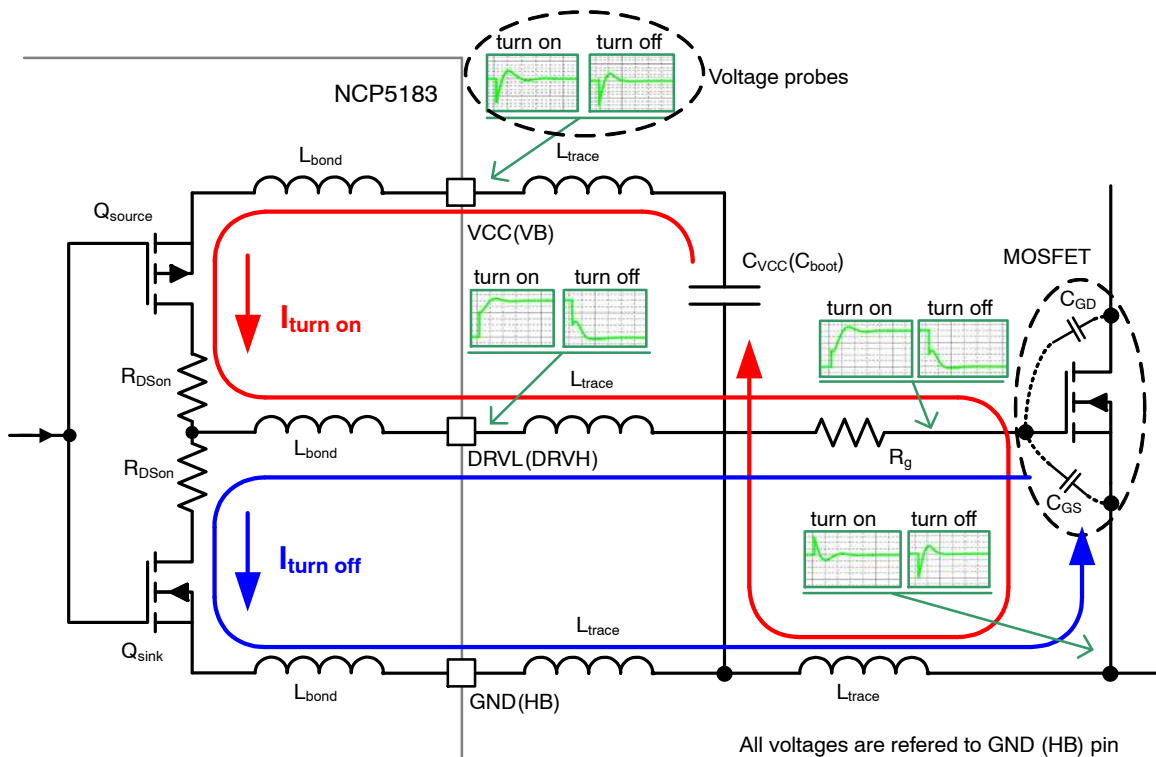 turn on turn off
Voltage probes
NCP5183
Lbond
Ltrace
Qsource
VCC(VB)
CVCC(Cboot)
MOSFET
turn on turn off
CGD
Iturn on
turn on turn off
RDSon
Ltrace
Lbond
DRVL(DRVH)
Rg
RDSon
CGS
turn on turn off
Iturn off
Ltrace
Qsink
Lbond
GND(HB)
Ltrace
All voltages are refered to GND (HB) pin